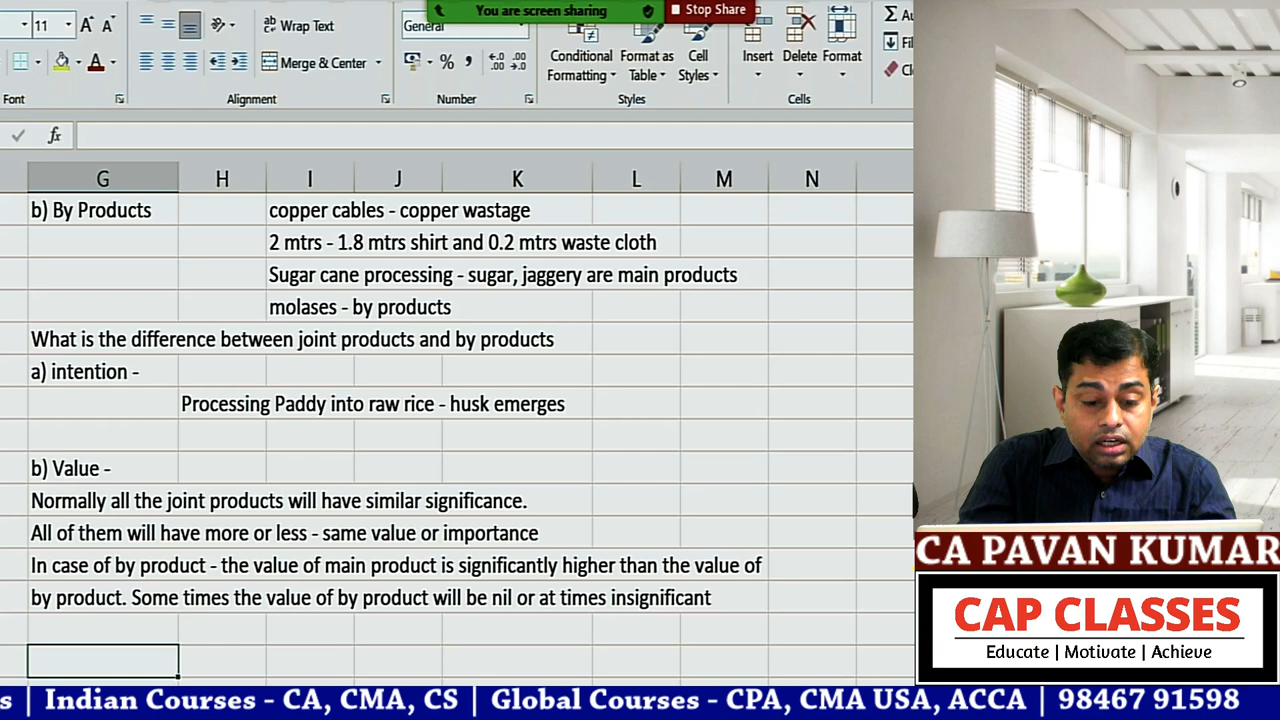 11
A
A
ab Wrap Text
General
You are screen sharing
Stop Share
A
Merge & Center
%
Conditional
Formatting
Format as
Table
Cell
Styles
Insert
Delete
Format
Font
Alignment
Number
Styles
Cells
fx
G H I J K L M N
b) By Products copper cables - copper wastage
2 mtrs - 1.8 mtrs shirt and 0.2 mtrs waste cloth
Sugar cane processing - sugar, jaggery are main products
molases - by products
What is the difference between joint products and by products
a) intention -
Processing Paddy into raw rice - husk emerges
b) Value -
Normally all the joint products will have similar significance.
All of them will have more or less - same value or importance
In case of by product - the value of main product is significantly higher than the value of
by product. Some times the value of by product will be nil or at times insignificant
CA PAVAN KUMAR
CAP CLASSES
Educate | Motivate | Achieve
s | Indian Courses - CA, CMA, CS | Global Courses - CPA, CMA USA, ACCA | 98467 91598